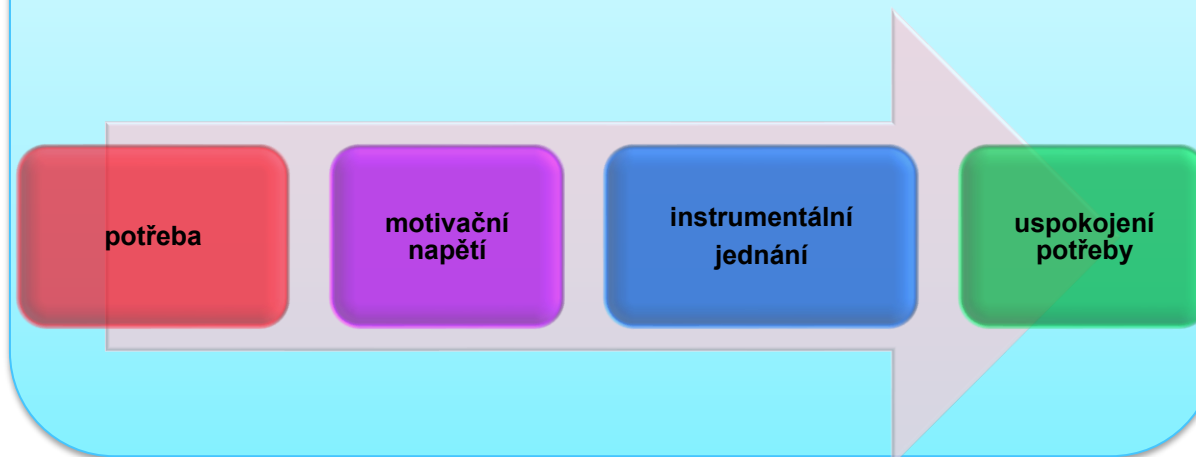 potřeba
motivační
napětí
instrumentální
jednání
uspokojení
potřeby